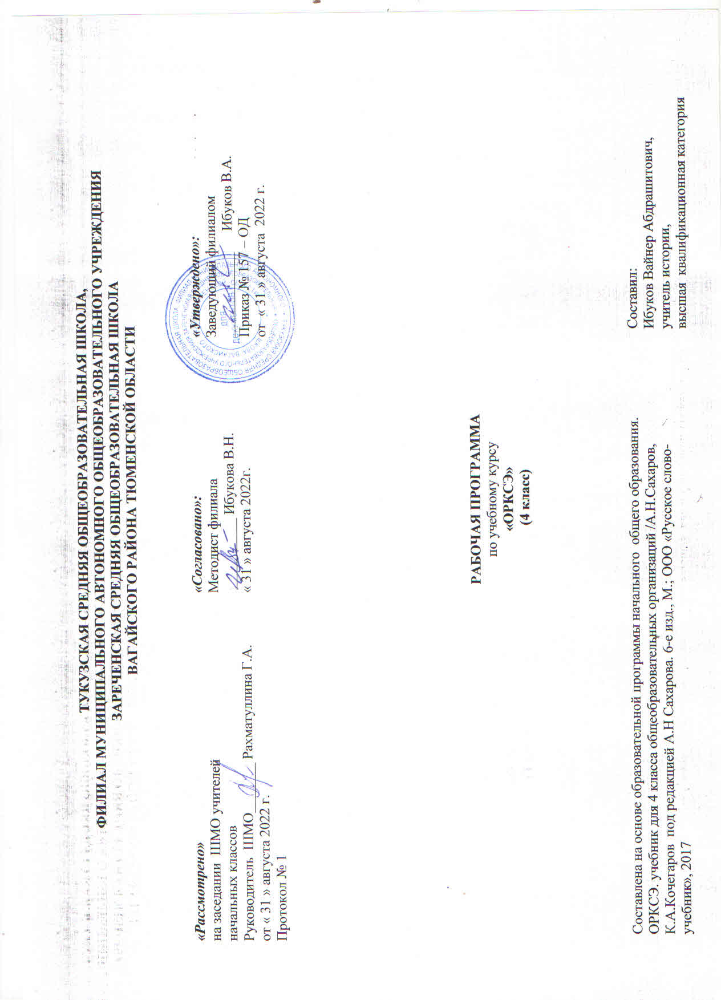 ТУКУЗСКАЯ СРЕДНЯЯ ОБЩЕОБРАЗОВАТЕЛЬНАЯ ШКОЛА,
ФИЛИАЛ МУНИЦИПАЛЬНОГО АВТОНОМНОГО ОБЩЕОБРАЗОВАТЕЛЬНОГО УЧРЕЖДЕНИЯ
ЗАРЕЧЕНСКАЯ СРЕДНЯЯ ОБЩЕОБРАЗОВАТЕЛЬНАЯ ШКОЛА
ВАГАЙСКОГО РАЙОНА ТЮМЕНСКОЙ ОБЛАСТИ
«Рассмотрено»
на заседании ШМО учителей
начальных классов
Руководитель ШМО ________ Рахматуллина Г.А.
от « 31 » августа 2022 г.
Протокол № 1
«Согласовано»:
Методист филиала
________ Ибукова В.Н.
« 31 » августа 2022г.
«Утверждено»:
Заведующий филиалом
________ Ибуков В.А.
Приказ № 157 – ОД
от « 31 » августа 2022 г.
РАБОЧАЯ ПРОГРАММА
по учебному курсу
«ОРКСЭ»
(4 класс)
Составлена на основе образовательной программы начального общего образования.
ОРКСЭ. учебник для 4 класса общеобразовательных организаций /А.Н.Сахаров,
К.А.Кочегаров под редакцией А.Н Сахарова. 6-е изд., М.; ООО «Русское слово-
учебник», 2017
Составил:
Ибуков Вайнер Абдрашитович,
учитель истории,
высшая квалификационная категория